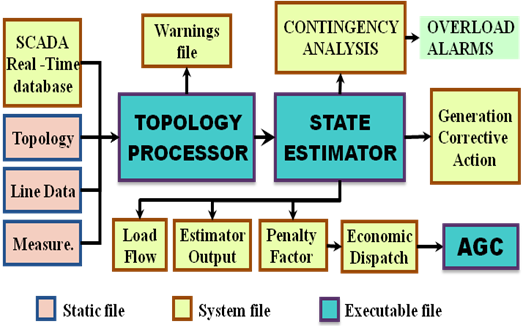 SCADA
Real -Time
database
Topology
Line Data
Measure.
Warnings
file
TOPOLOGY
PROCESSOR
CONTINGENCY
ANALYSIS
OVERLOAD
ALARMS
STATE
ESTIMATOR
Generation
Corrective
Action
Load
Flow
Estimator
Output
Penalty
Factor
Economic
Dispatch
AGC
Static file
System file
Executable file